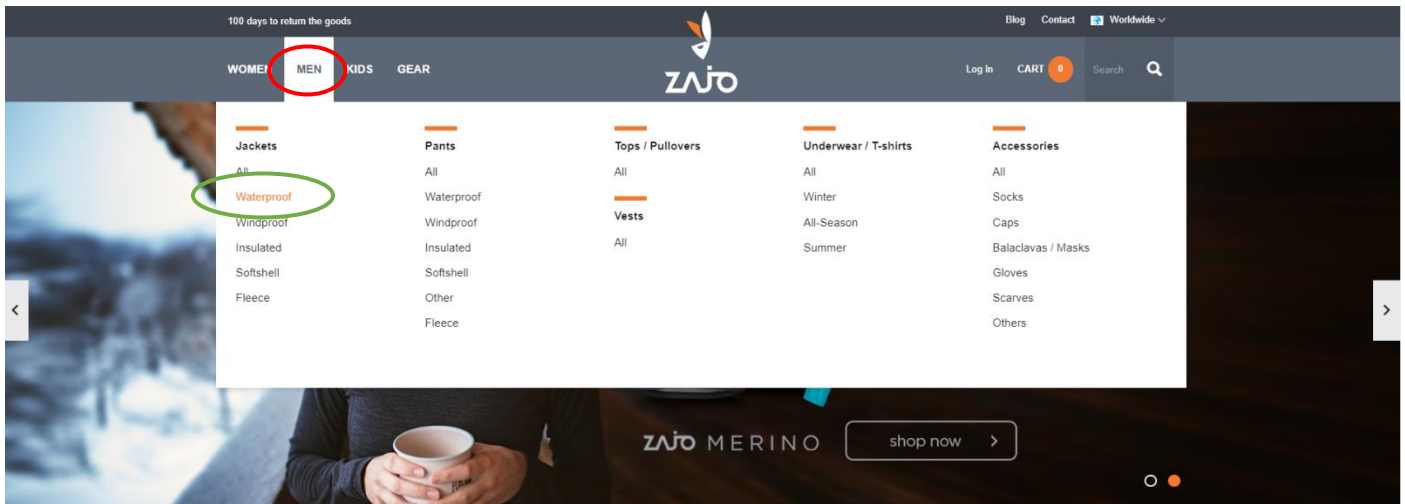 100 days to return the goods
Blog Contact Worldwide
WOMEN MEN KIDS GEAR
ZAJO
Log In CART 0 Search
Jackets
All
Waterproof
Windproof
Insulated
Softshell
Fleece
Pants
All
Waterproof
Windproof
Insulated
Softshell
Other
Fleece
Tops / Pullovers
All
Vests
All
Underwear / T-shirts
All
Winter
All-Season
Summer
Accessories
All
Socks
Caps
Balaclavas / Masks
Gloves
Scarves
Others
ZAJO MERINO shop now